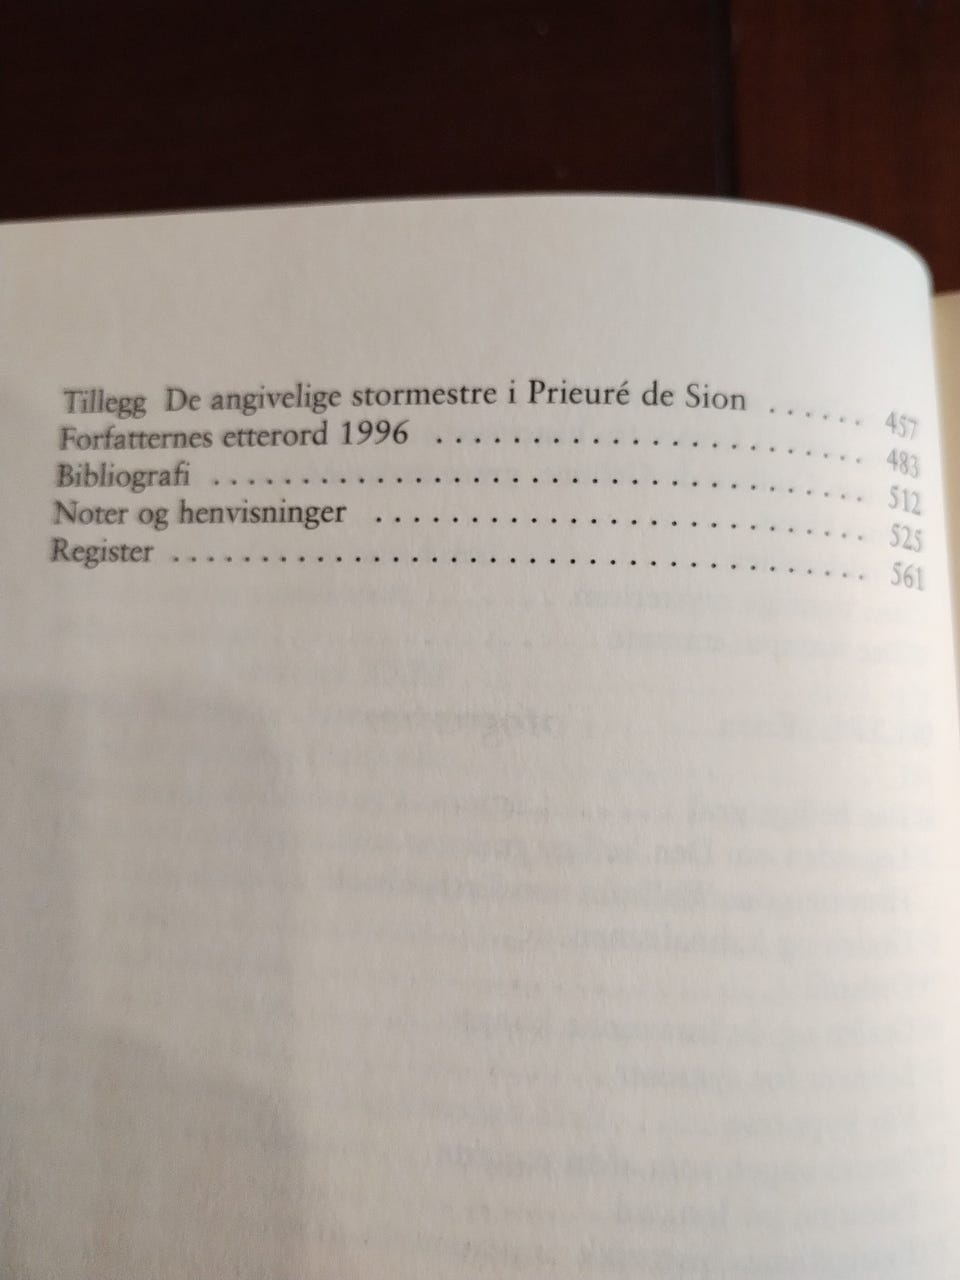 Tillegg De angivelige stormestre i Prieuré de Sion ...... 457
Forfatternes etterord 1996 ................... 483
Bibliografi ............................. 512
Noter og henvisninger ...................... 525
Register ............................... 561